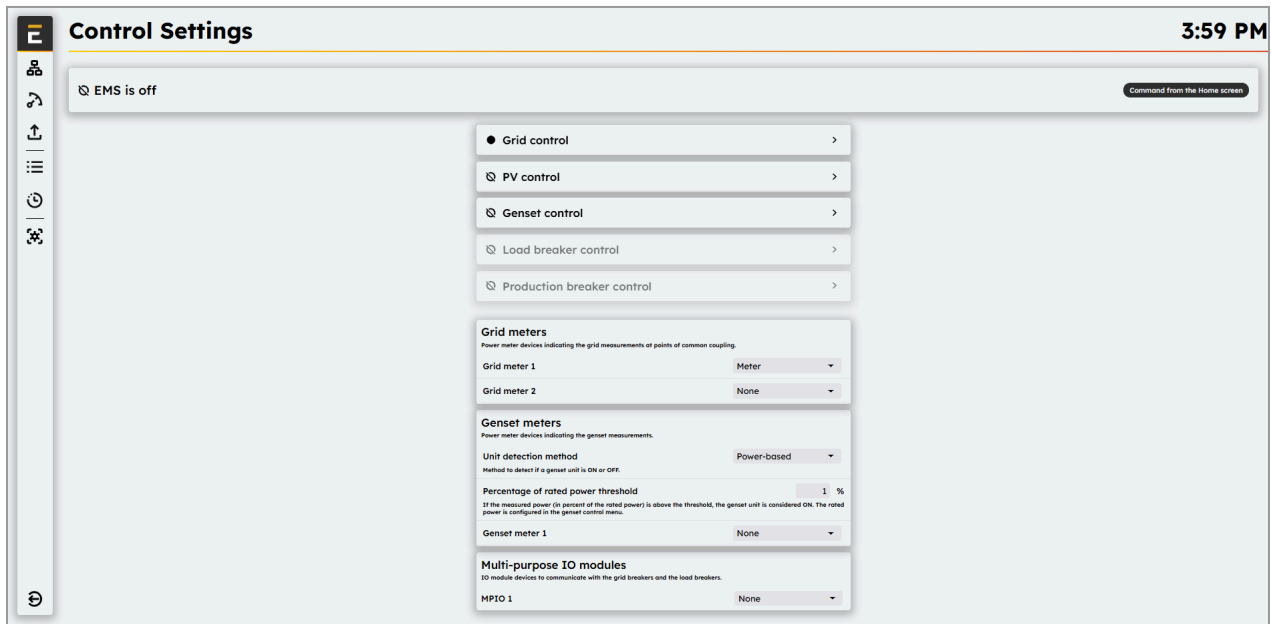 Control Settings
3:59 PM
EMS is off
Command from the Home screen
Grid control
PV control
Genset control
Load breaker control
Production breaker control
Grid meters
Power meter devices indicating the grid measurements at points of common coupling.
Grid meter 1 Meter
Grid meter 2 None
Genset meters
Power meter devices indicating the genset measurements.
Unit detection method Power-based
Method to detect if a genset unit is ON or OFF.
Percentage of rated power threshold 1 %
If the measured power (in percent of the rated power) is above the threshold, the genset unit is considered ON. The rated
power is configured in the genset control menu.
Genset meter 1 None
Multi-purpose IO modules
IO module devices to communicate with the grid breakers and the load breakers.
MPIO 1 None